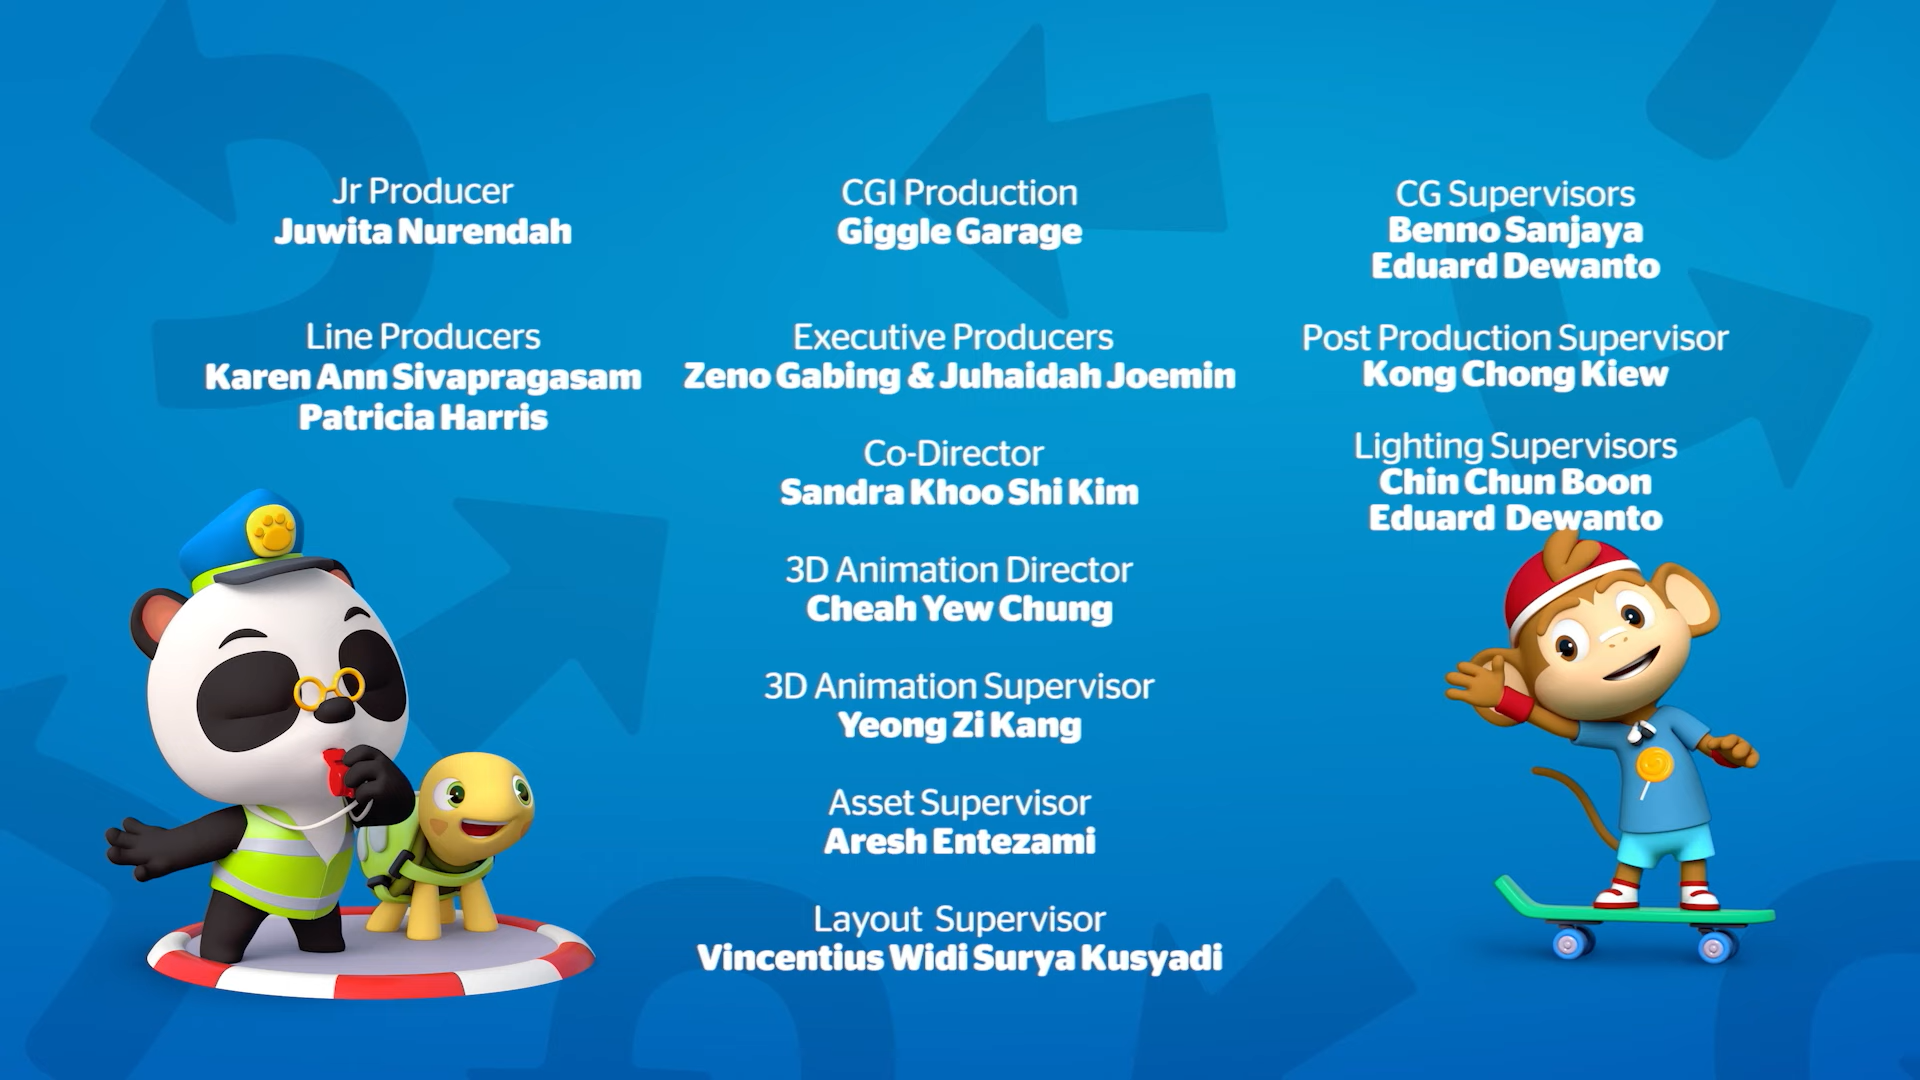 Jr Producer
Juwita Nurendah
Line Producers
Karen Ann Sivapragasam
Patricia Harris
CGI Production
Giggle Garage
Executive Producers
Zeno Gabing & Juhaidah Joemin
Co-Director
Sandra Khoo Shi Kim
3D Animation Director
Cheah Yew Chung
3D Animation Supervisor
Yeong Zi Kang
Asset Supervisor
Aresh Entezami
Layout Supervisor
Vincentius Widi Surya Kusyadi
CG Supervisors
Benno Sanjaya
Eduard Dewanto
Post Production Supervisor
Kong Chong Kiew
Lighting Supervisors
Chin Chun Boon
Eduard Dewanto